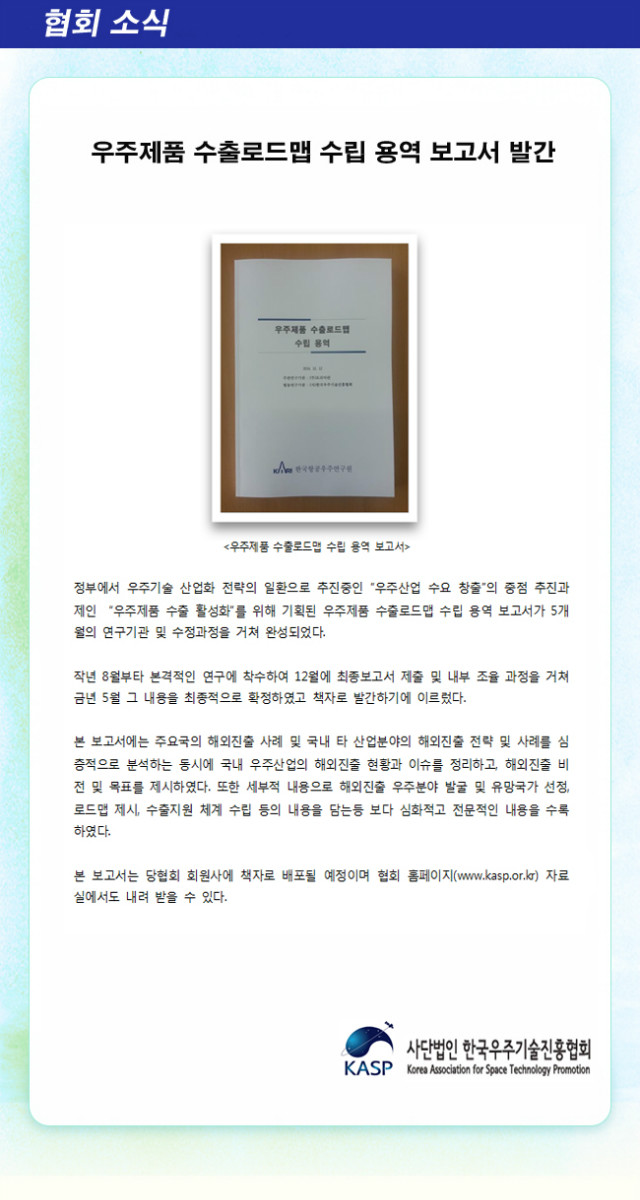 협회 소식
우주제품 수출로드맵 수립 용역 보고서 발간
우주제품 수출로드맵
수립 용역
KARI 한국항공우주연구원
<우주제품 수출로드맵 수립 용역 보고서>
정부에서 우주기술 산업화 전략의 일환으로 추진중인 "우주산업 수요 창출"의 중점 추진과
제인 "우주제품 수출 활성화"를 위해 기획된 우주제품 수출로드맵 수립 용역 보고서가 5개
월의 연구기관 및 수정과정을 거쳐 완성되었다.
작년 8월부타 본격적인 연구에 착수하여 12월에 최종보고서 제출 및 내부 조율 과정을 거쳐
금년 5월 그 내용을 최종적으로 확정하였고 책자로 발간하기에 이르렀다.
본 보고서에는 주요국의 해외진출 사례 및 국내 타 산업분야의 해외진출 전략 및 사례를 심
층적으로 분석하는 동시에 국내 우주산업의 해외진출 현황과 이슈를 정리하고, 해외진출 비
전 및 목표를 제시하였다. 또한 세부적 내용으로 해외진출 우주분야 발굴 및 유망국가 선정,
로드맵 제시, 수출지원 체계 수립 등의 내용을 담는등 보다 심화적고 전문적인 내용을 수록
하였다.
본 보고서는 당협회 회원사에 책자로 배포될 예정이며 협회 홈페이지(www.kasp.or.kr) 자료
실에서도 내려 받을 수 있다.
KASP 사단법인 한국우주기술진흥협회
Korea Association for Space Technology Promotion